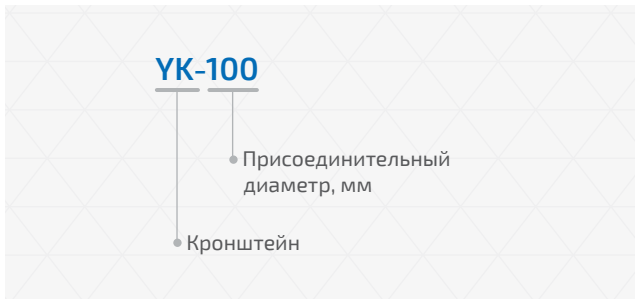 YK-100
Присоединительный
диаметр, мм
Кронштейн